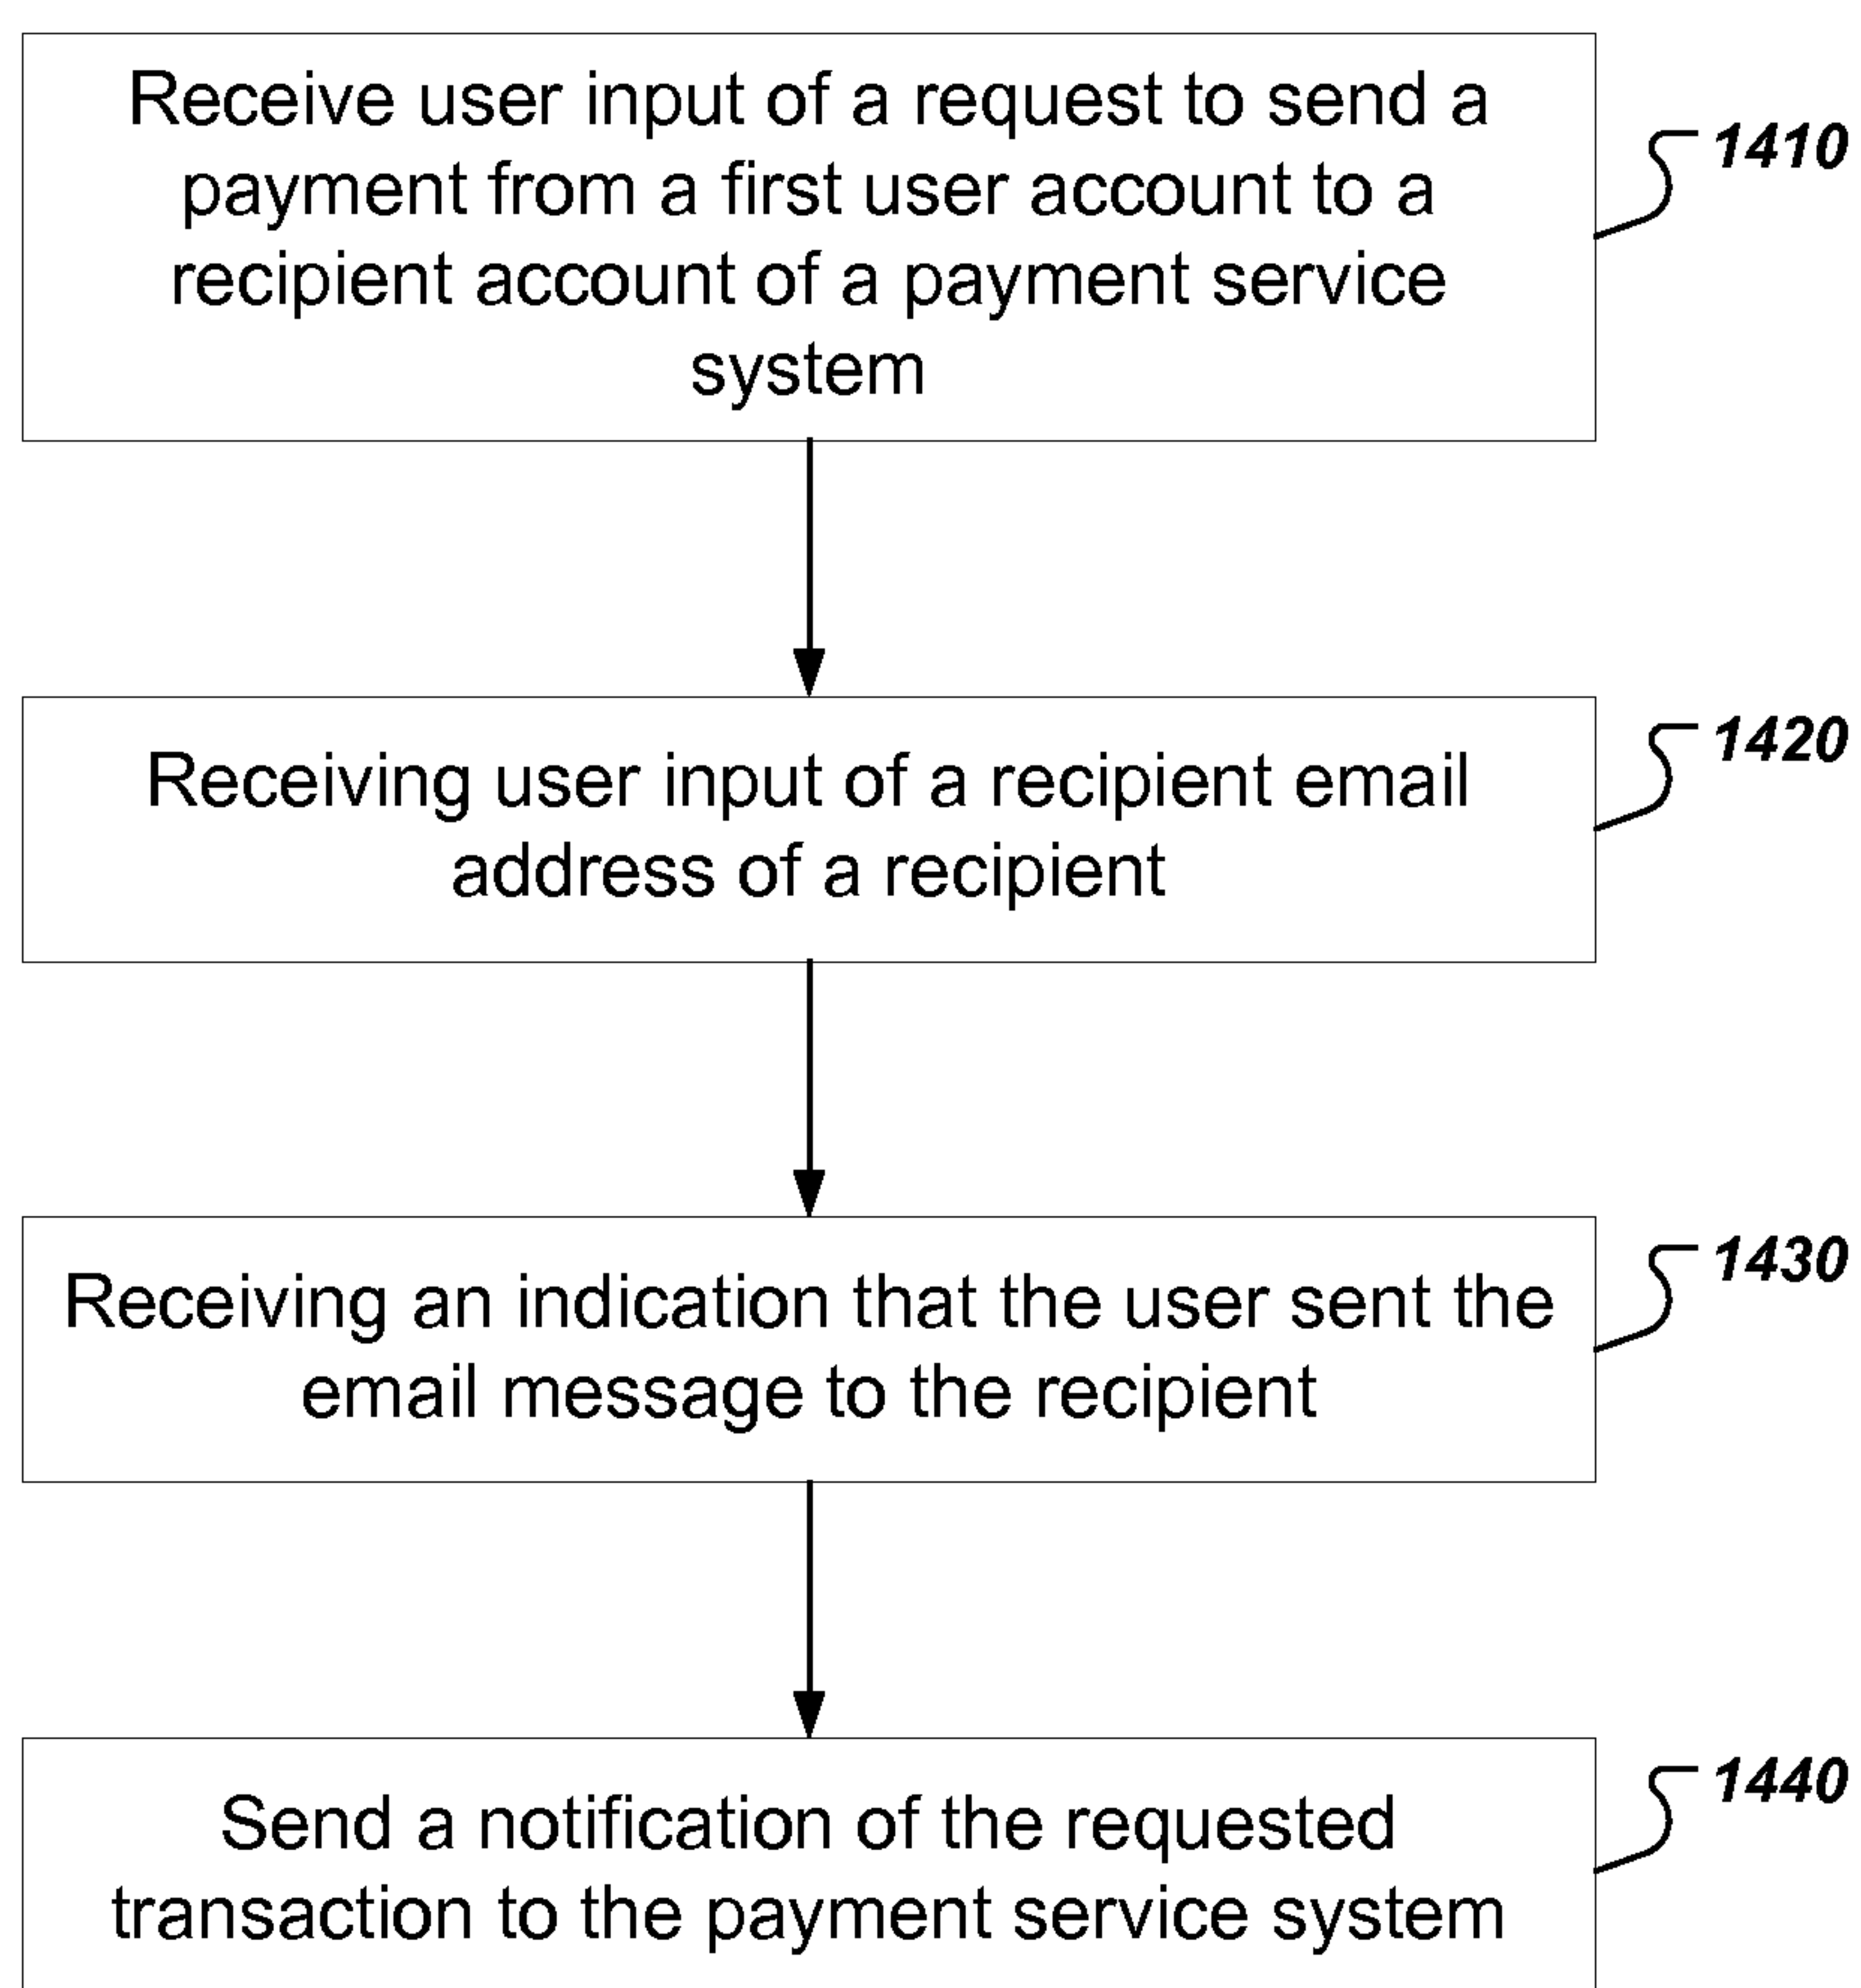 Receive user input of a request to send a
payment from a first user account to a
recipient account of a payment service
system
1410
Receiving user input of a recipient email
address of a recipient
1420
Receiving an indication that the user sent the
email message to the recipient
1430
Send a notification of the requested
transaction to the payment service system
1440